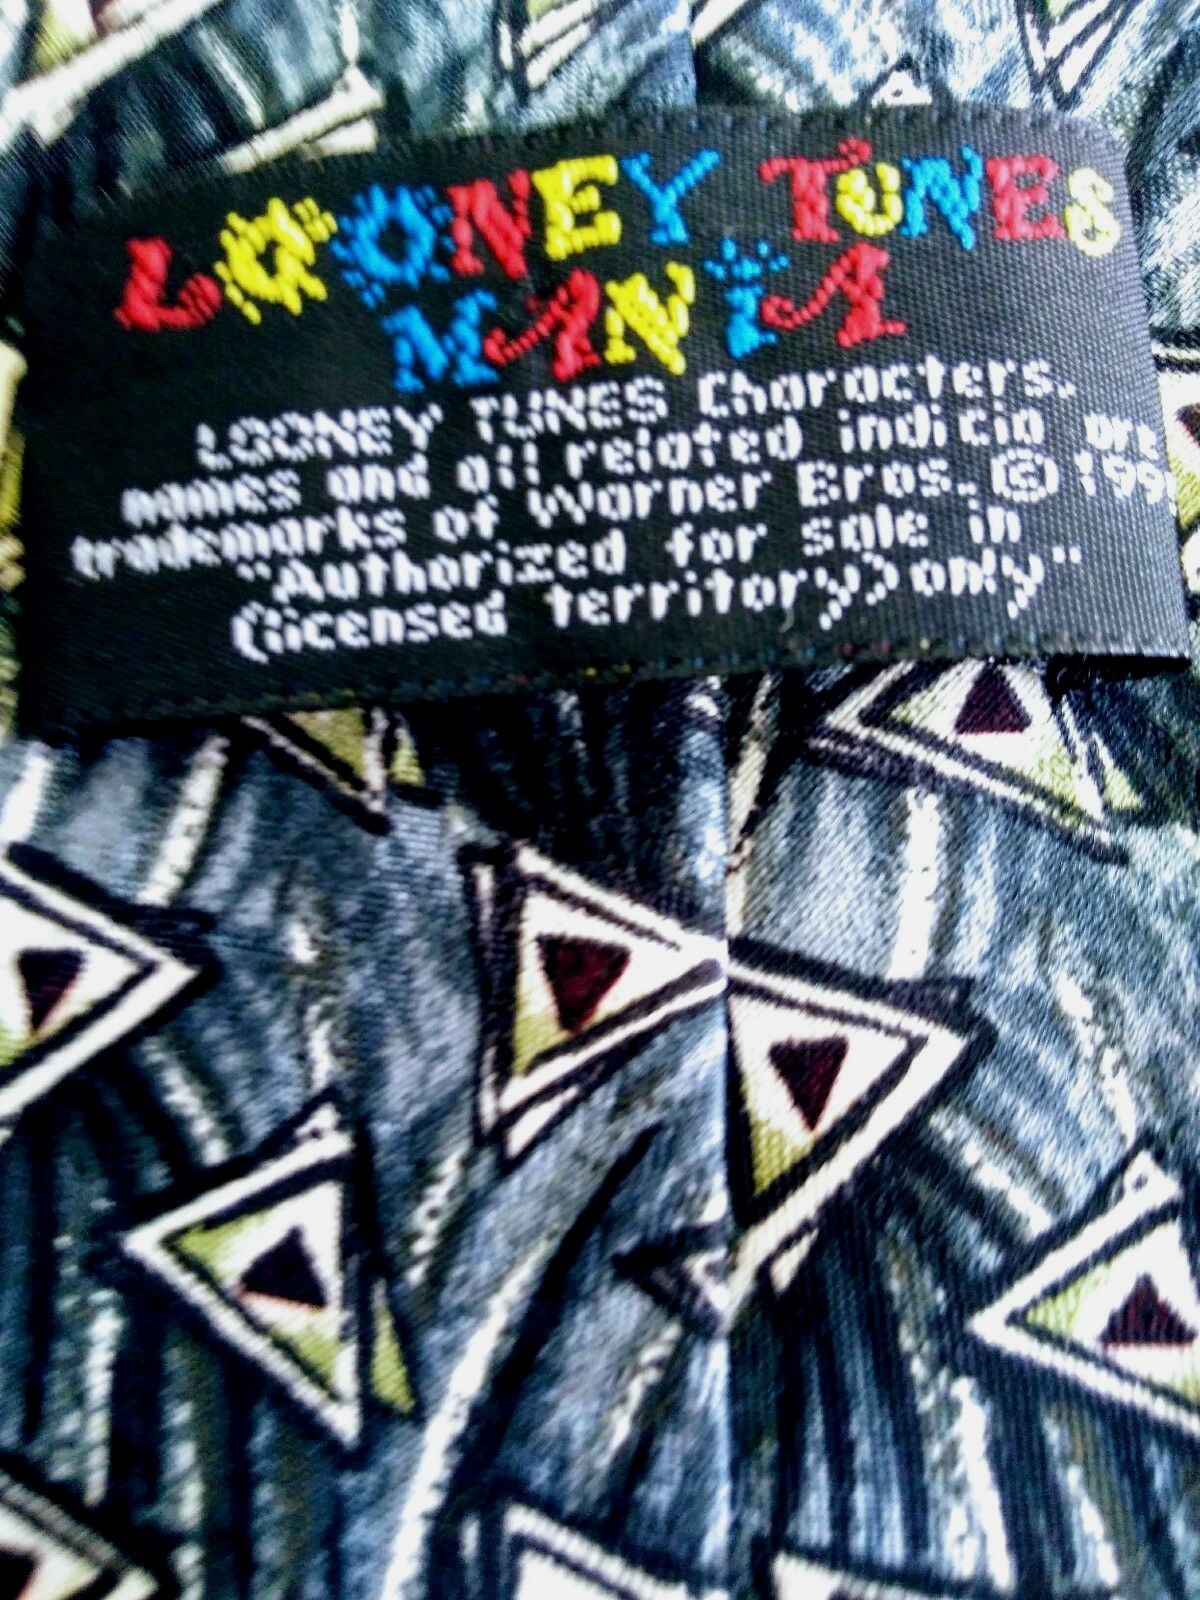 LOONEY TUNES
MANIA
LOONEY TUNES Characters,
names and all related indicia are
trademarks of Warner Bros. © 199
"Authorized for sale in
(licensed territory) only"